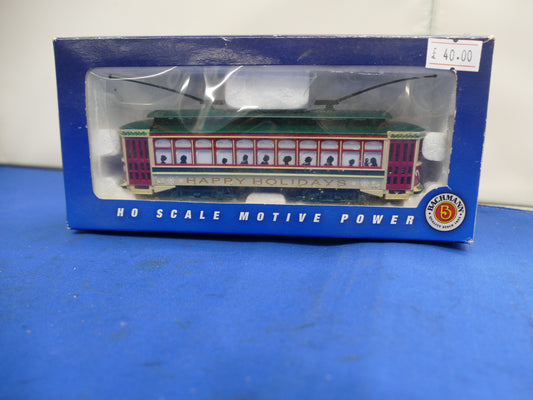 £ 40.00
HAPPY HOLIDAYS
HO SCALE MOTIVE POWER
BACHMANN